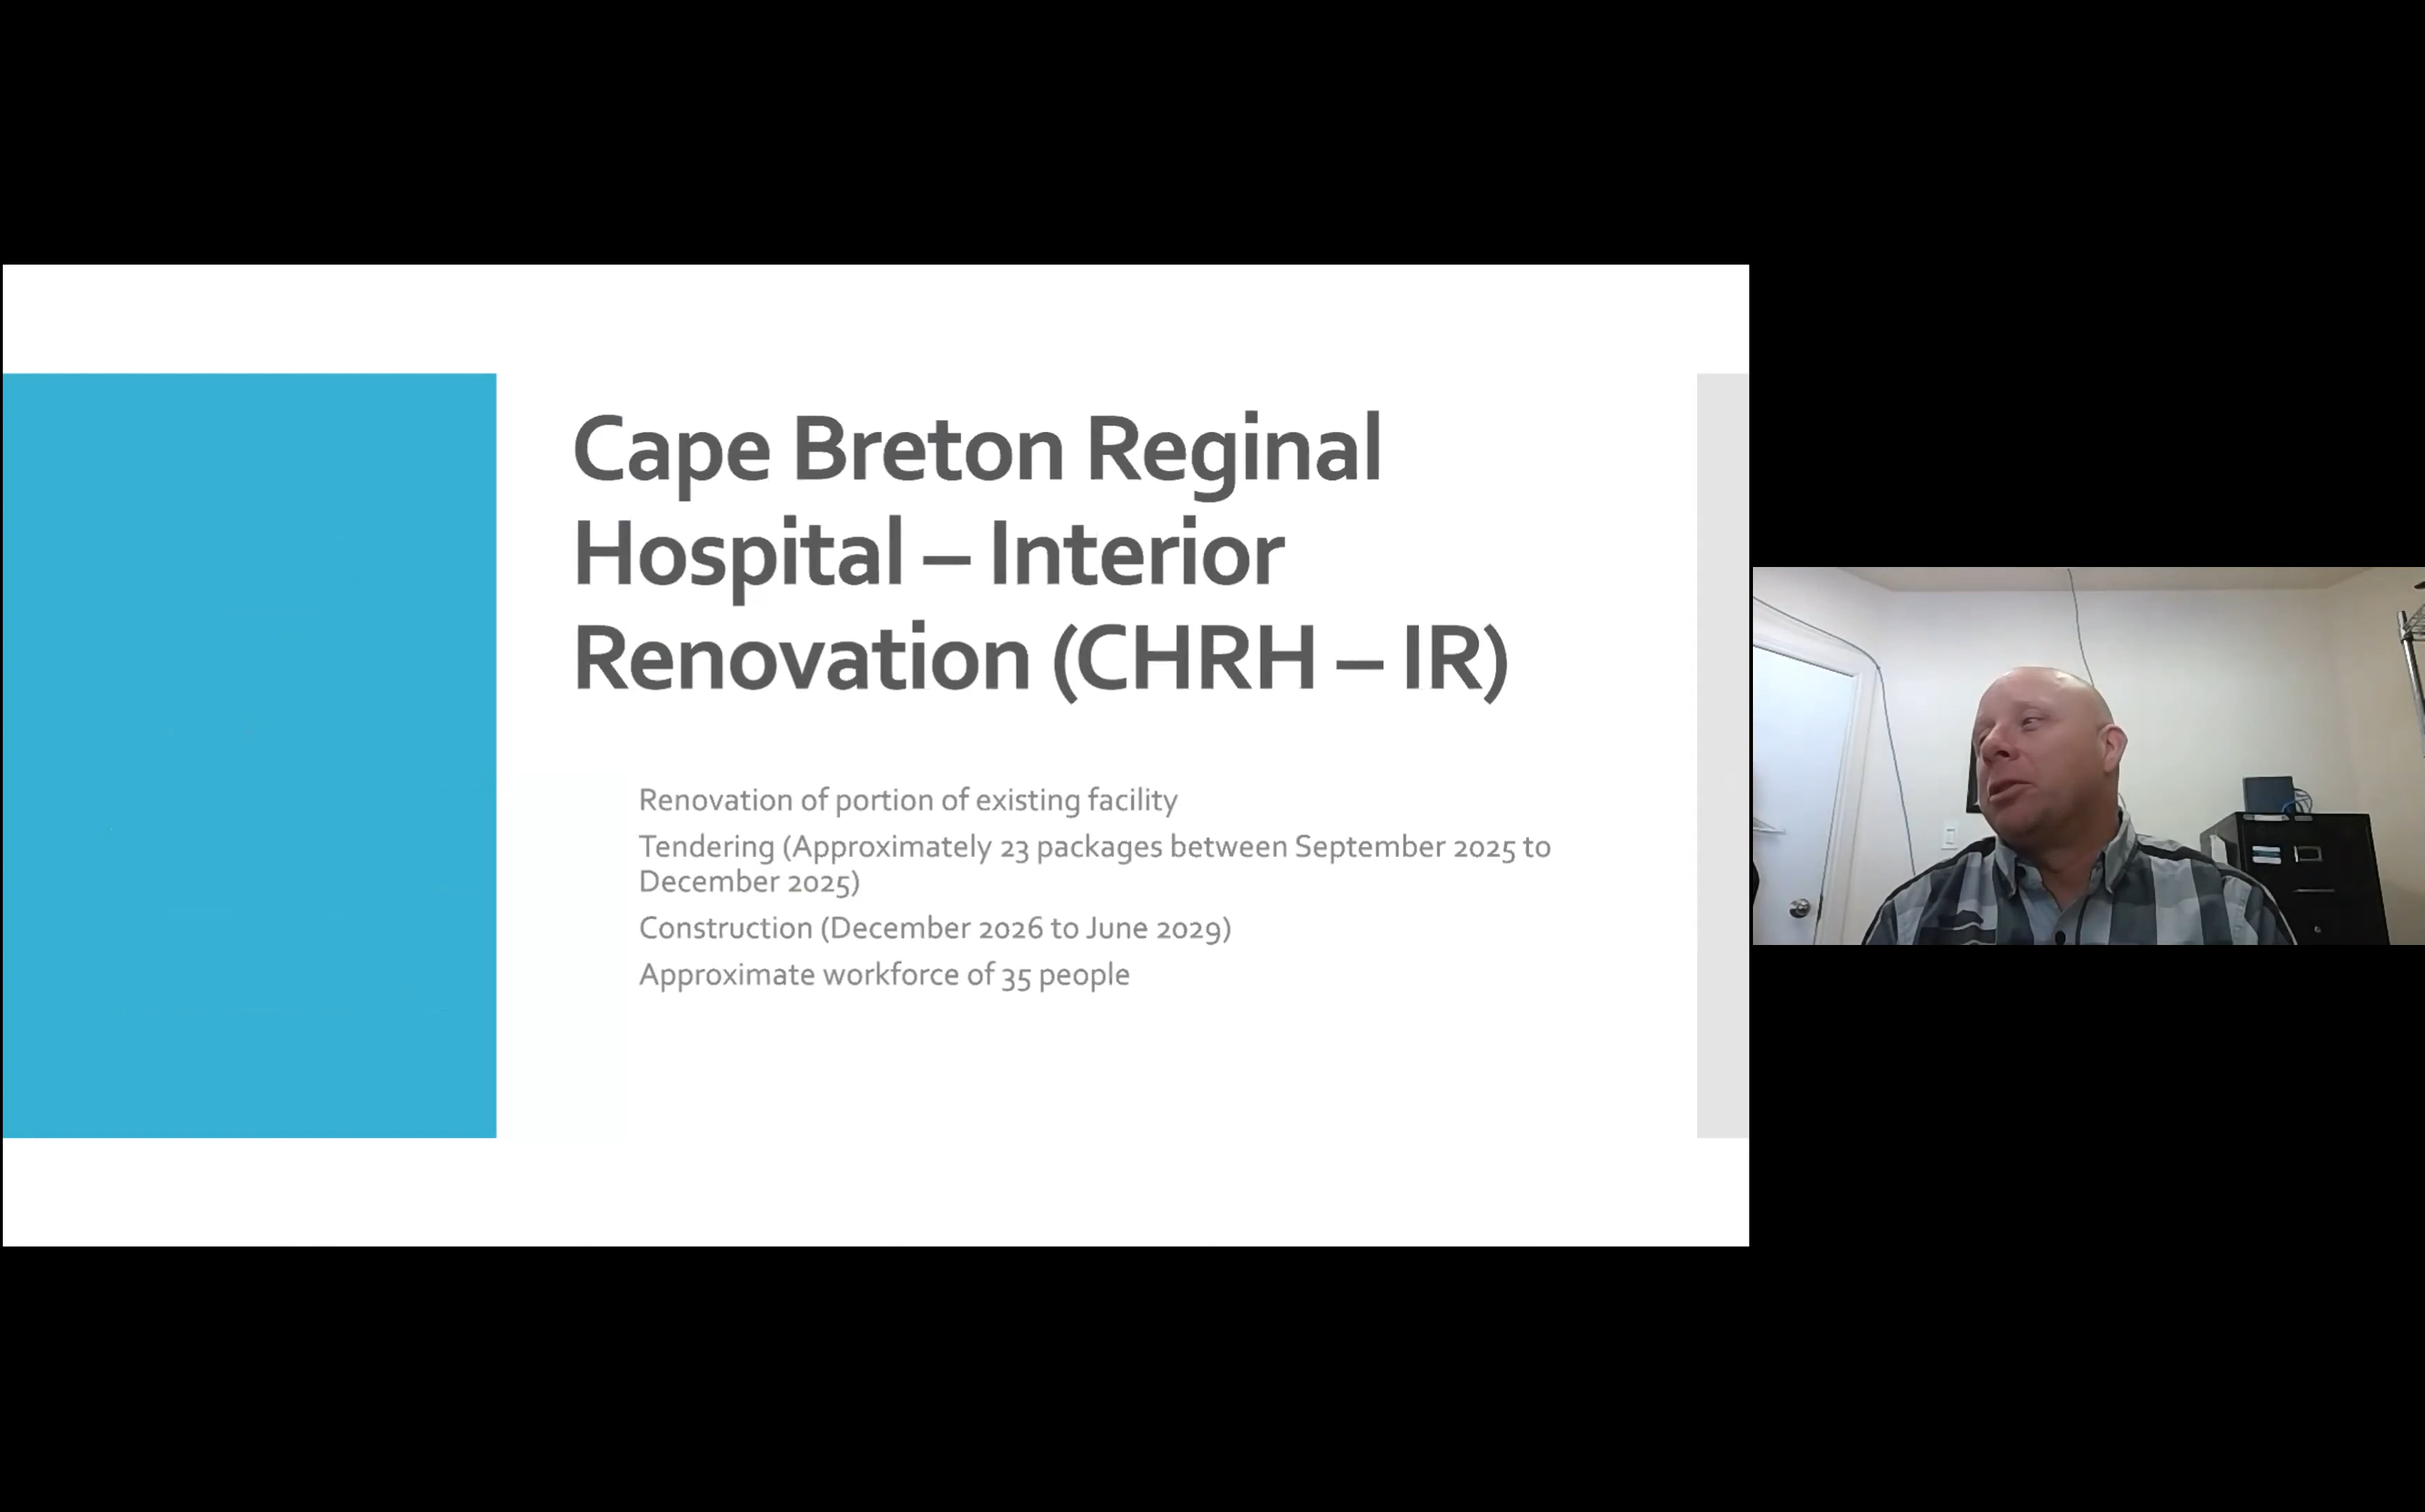 Cape Breton Reginal
Hospital – Interior
Renovation (CHRH – IR)
Renovation of portion of existing facility
Tendering (Approximately 23 packages between September 2025 to
December 2025)
Construction (December 2026 to June 2029)
Approximate workforce of 35 people